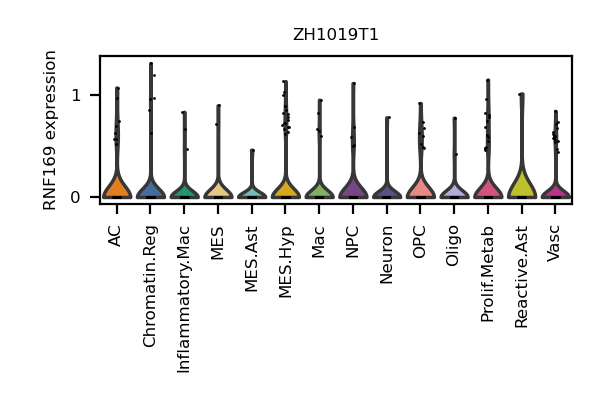 ZH1019T1
RNF169 expression
1
0
AC
Chromatin.Reg
Inflammatory.Mac
MES
MES.Ast
MES.Hyp
Mac
NPC
Neuron
OPC
Oligo
Prolif.Metab
Reactive.Ast
Vasc